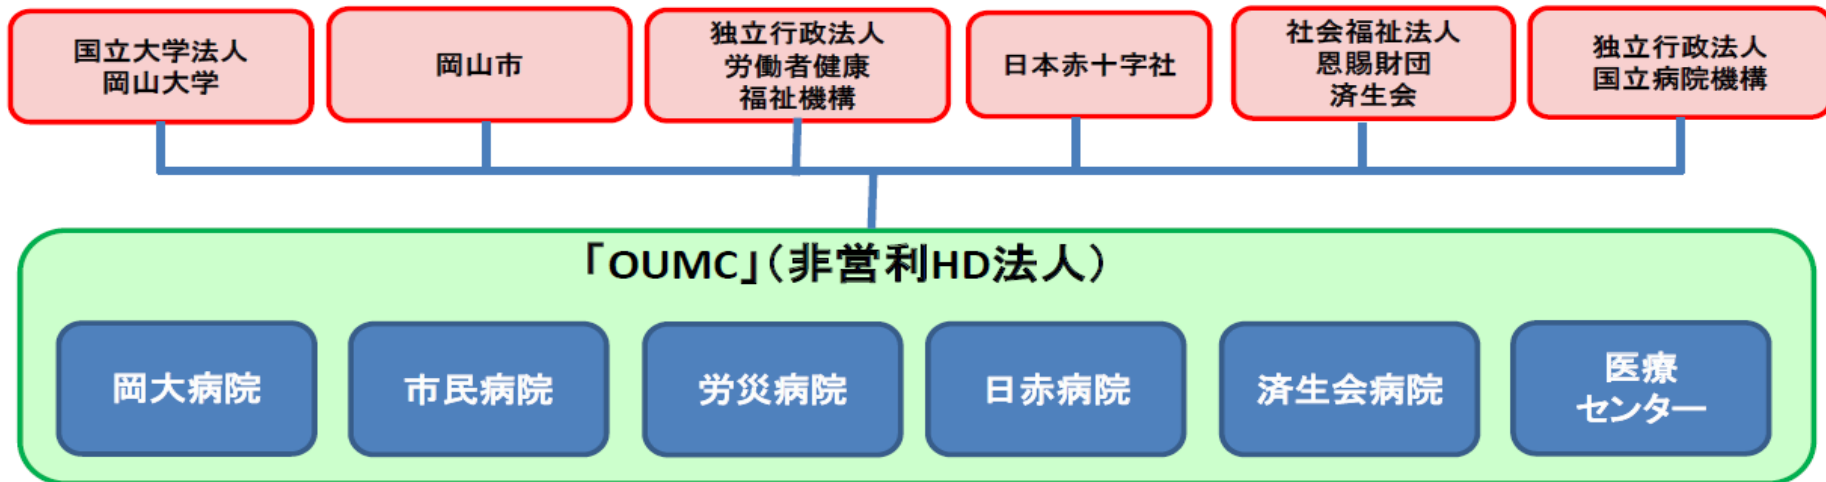 国立大学法人
岡山大学
岡山市
独立行政法人
労働者健康
福祉機構
日本赤十字社
社会福祉法人
恩賜財団
済生会
独立行政法人
国立病院機構
「OUMC」(非営利HD法人)
岡大病院
市民病院
労災病院
日赤病院
済生会病院
医療
センター